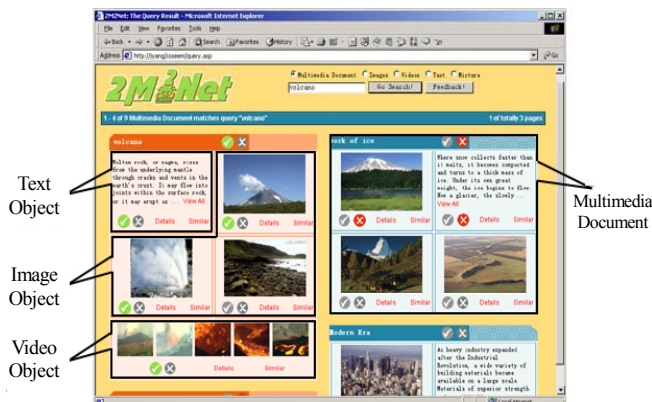 2M2Net: The Query Result - Microsoft Internet Explorer
File Edit View Favorites Tools Help
Back Search Favorites History
Address http://jyang/coseen/query.asp Go
2M2Net
Multimedia Document Images Videos Text Mixture
volcano Go Search! Feedback!
1 - 4 of 9 Multimedia Document matches query "volcano" 1 of totally 3 pages
volcano
Molten rock, or magma, rises
from the underlying mantle
through cracks and vents in the
earth's crust. It may flow into
joints within the surface rock,
or it may erupt as ... View All
Details Similar
Details Similar
Details Similar
Details Similar
Details Similar
work of ice
Where snow collects faster than
it melts, it becomes compacted
and turns to a thick mass of
ice. Under its own great
weight, the ice begins to flow.
Now a glacier, the slowly ...
View All
Details Similar
Details Similar
Details Similar
Details Similar
Modern Era
As heavy industry expanded
after the Industrial
Revolution, a wide variety of
building materials became
available on a large scale.
Materials of superior strength
Local intranet
Text
Object
Image
Object
Video
Object
Multimedia
Document